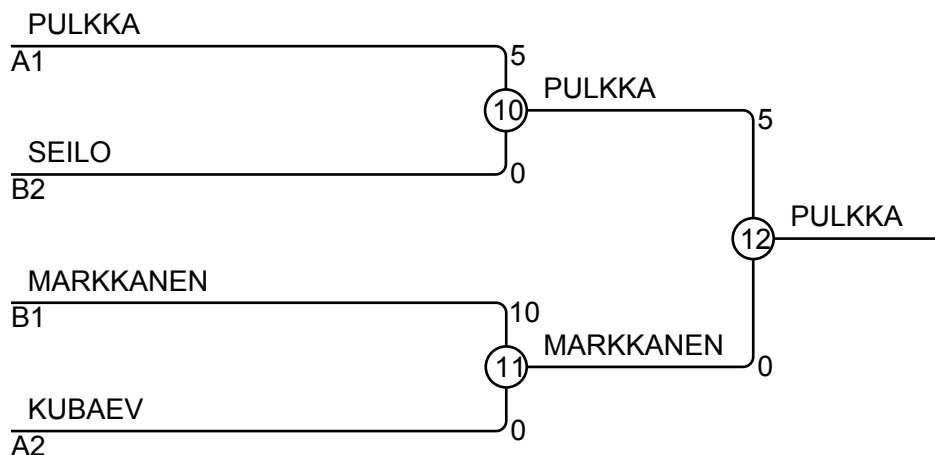 PULKKA
A1
5
10
PULKKA
5
SEILO
B2
0
12
PULKKA
MARKKANEN
B1
10
11
MARKKANEN
0
KUBAEV
A2
0